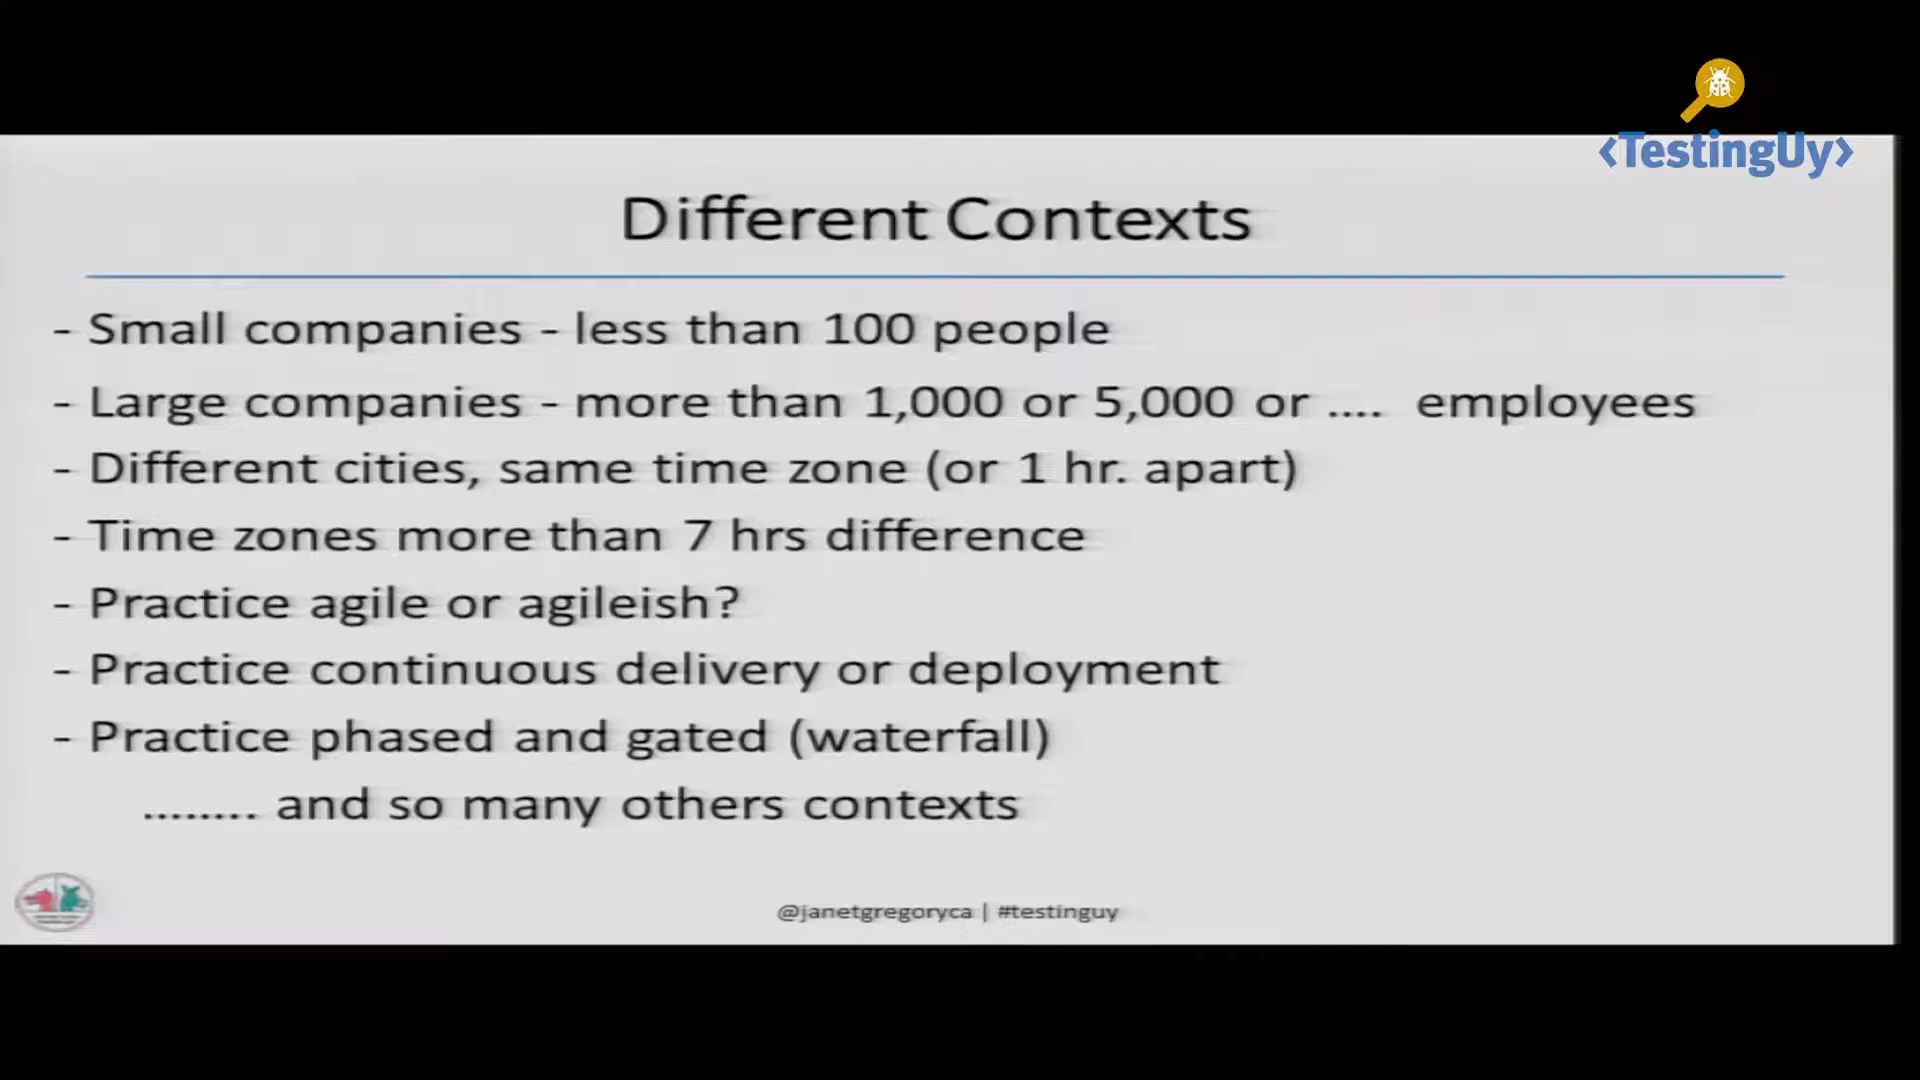 <TestingUy>
Different Contexts
- Small companies - less than 100 people
- Large companies - more than 1,000 or 5,000 or .... employees
- Different cities, same time zone (or 1 hr. apart)
- Time zones more than 7 hrs difference
- Practice agile or agileish?
- Practice continuous delivery or deployment
- Practice phased and gated (waterfall)
........ and so many others contexts
@janetgregoryca | #testinguy